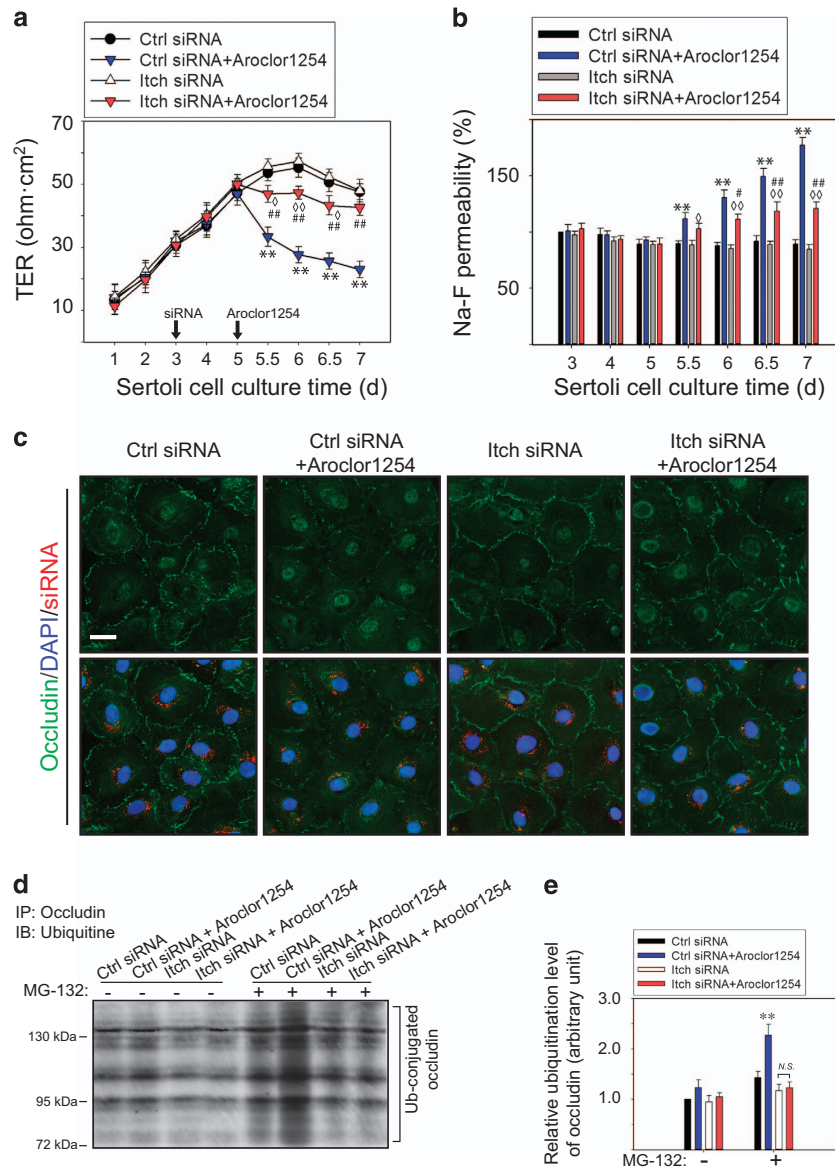 a
Ctrl siRNA
Ctrl siRNA+Aroclor1254
Itch siRNA
Itch siRNA+Aroclor1254
TER (ohm·cm²)
70
50
30
10
◊
##
◊◊
##
◊
##
##
**
**
**
**
siRNA
Aroclor1254
1 2 3 4 5 5.5 6 6.5 7
Sertoli cell culture time (d)
b
Ctrl siRNA
Ctrl siRNA+Aroclor1254
Itch siRNA
Itch siRNA+Aroclor1254
Na-F permeability (%)
150
50
**
◊
**
#
◊◊
**
##
◊◊
**
##
◊◊
3 4 5 5.5 6 6.5 7
Sertoli cell culture time (d)
c
Ctrl siRNA
Ctrl siRNA
+Aroclor1254
Itch siRNA
Itch siRNA
+Aroclor1254
Occludin/DAPI/siRNA
d
IP: Occludin
IB: Ubiquitine
Ctrl siRNA
Ctrl siRNA + Aroclor1254
Itch siRNA
Itch siRNA + Aroclor1254
Ctrl siRNA
Ctrl siRNA + Aroclor1254
Itch siRNA
Itch siRNA + Aroclor1254
MG-132: - - - - + + + +
130 kDa
95 kDa
72 kDa
Ub-conjugated
occludin
e
Ctrl siRNA
Ctrl siRNA+Aroclor1254
Itch siRNA
Itch siRNA+Aroclor1254
Relative ubiquitination level
of occludin (arbitrary unit)
3.0
2.0
1.0
**
N.S.
MG-132: - +